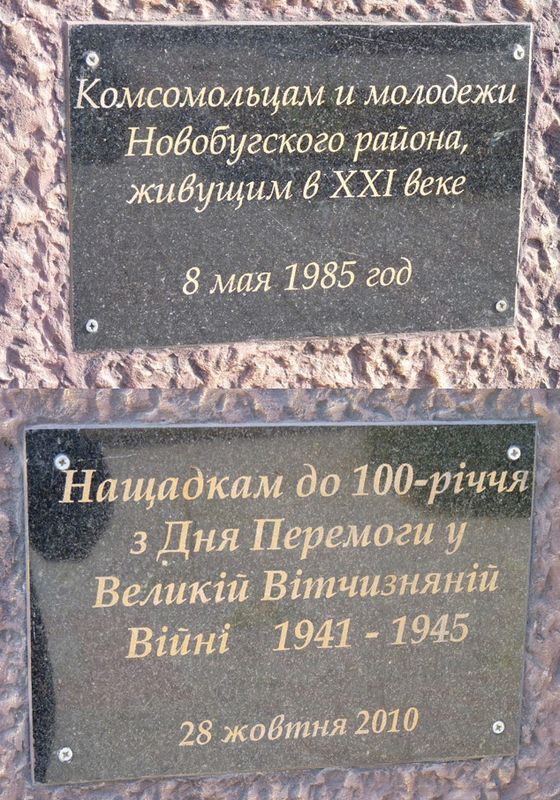 Комсомольцам и молодежи
Новобугского района,
живущим в XXI веке
8 мая 1985 год
Нащадкам до 100-річчя
з Дня Перемоги у
Великій Вітчизняній
Війні 1941 - 1945
28 жовтня 2010